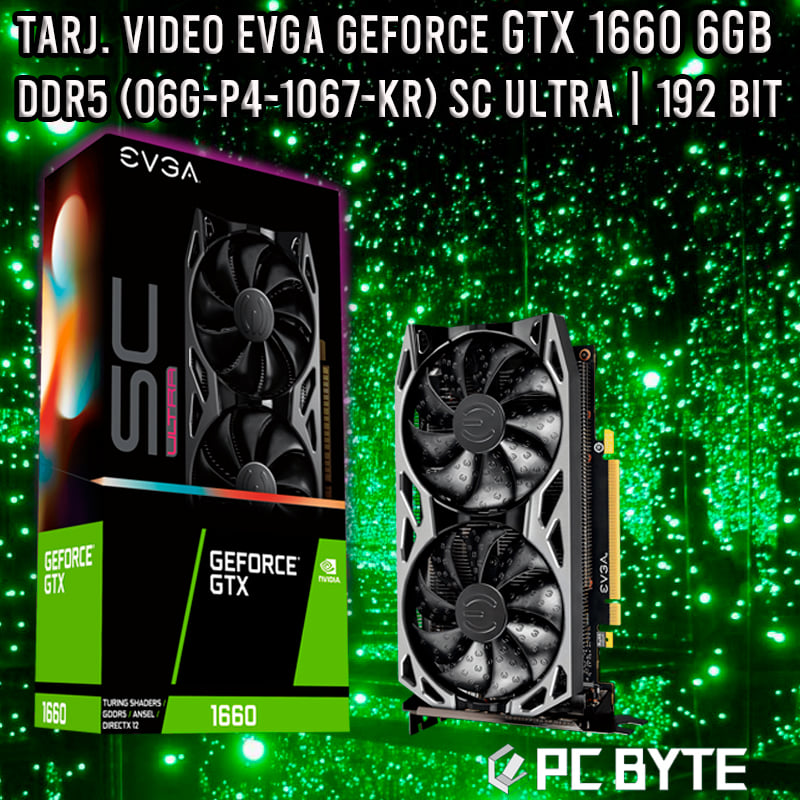 TARJ. VIDEO EVGA GEFORCE GTX 1660 6GB
DDR5 (06G-P4-1067-KR) SC ULTRA | 192 BIT
EVGA
SC
ULTRA
GEFORCE
GTX
GEFORCE
GTX
NVIDIA
1660
TURING SHADERS /
GDDR5 / ANSEL /
DIRECTX 12
1660
EVGA
PC BYTE